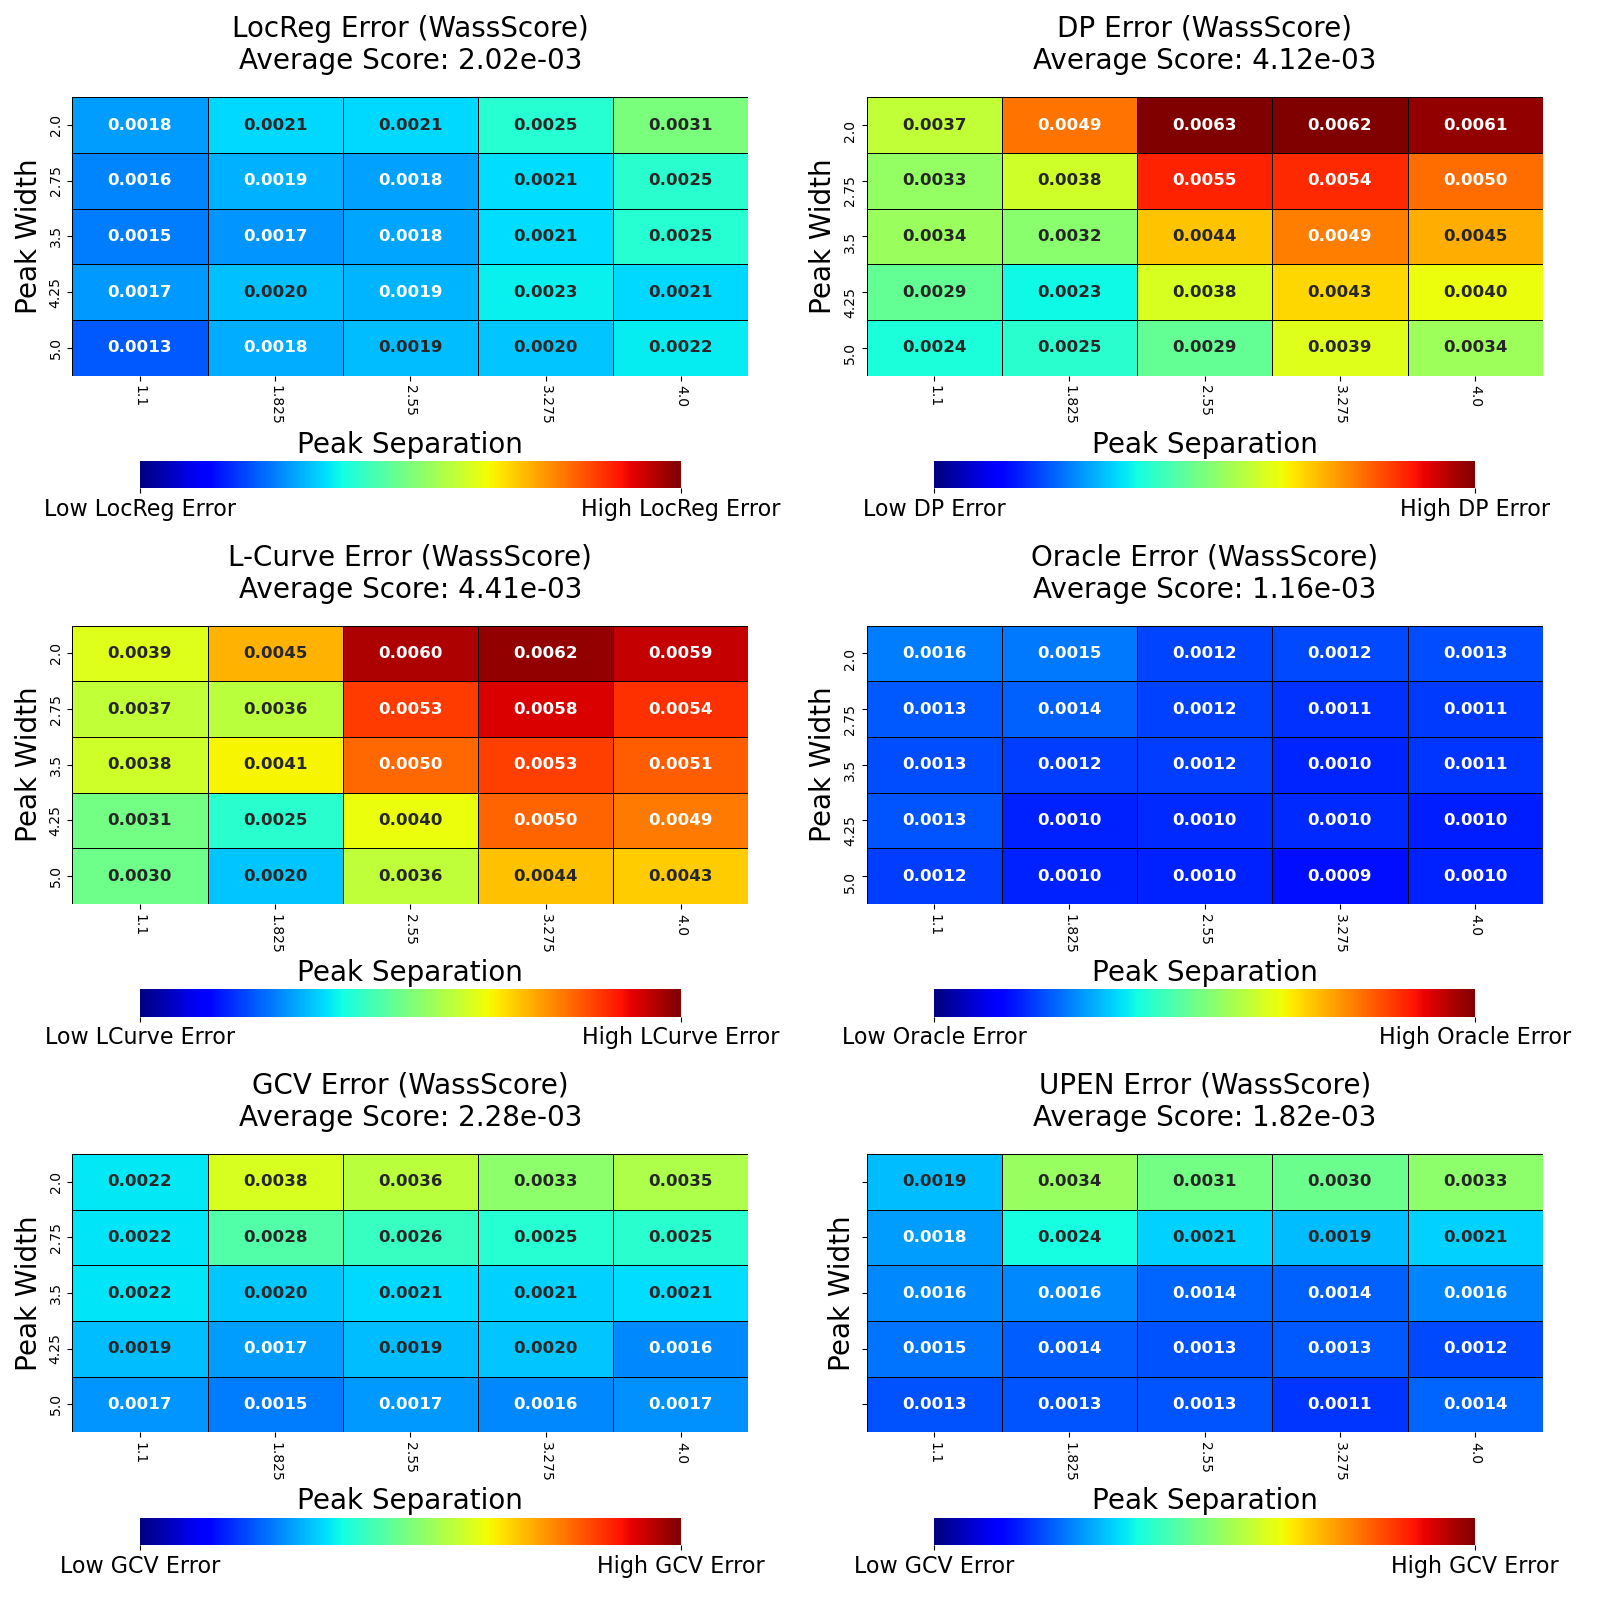 LocReg Error (WassScore)
Average Score: 2.02e-03
Peak Width
2.0 0.0018 0.0021 0.0021 0.0025 0.0031
2.75 0.0016 0.0019 0.0018 0.0021 0.0025
3.5 0.0015 0.0017 0.0018 0.0021 0.0025
4.25 0.0017 0.0020 0.0019 0.0023 0.0021
5.0 0.0013 0.0018 0.0019 0.0020 0.0022
1.1 1.825 2.55 3.275 4.0
Peak Separation
Low LocReg Error High LocReg Error
DP Error (WassScore)
Average Score: 4.12e-03
Peak Width
2.0 0.0037 0.0049 0.0063 0.0062 0.0061
2.75 0.0033 0.0038 0.0055 0.0054 0.0050
3.5 0.0034 0.0032 0.0044 0.0049 0.0045
4.25 0.0029 0.0023 0.0038 0.0043 0.0040
5.0 0.0024 0.0025 0.0029 0.0039 0.0034
1.1 1.825 2.55 3.275 4.0
Peak Separation
Low DP Error High DP Error
L-Curve Error (WassScore)
Average Score: 4.41e-03
Peak Width
2.0 0.0039 0.0045 0.0060 0.0062 0.0059
2.75 0.0037 0.0036 0.0053 0.0058 0.0054
3.5 0.0038 0.0041 0.0050 0.0053 0.0051
4.25 0.0031 0.0025 0.0040 0.0050 0.0049
5.0 0.0030 0.0020 0.0036 0.0044 0.0043
1.1 1.825 2.55 3.275 4.0
Peak Separation
Low LCurve Error High LCurve Error
Oracle Error (WassScore)
Average Score: 1.16e-03
Peak Width
2.0 0.0016 0.0015 0.0012 0.0012 0.0013
2.75 0.0013 0.0014 0.0012 0.0011 0.0011
3.5 0.0013 0.0012 0.0012 0.0010 0.0011
4.25 0.0013 0.0010 0.0010 0.0010 0.0010
5.0 0.0012 0.0010 0.0010 0.0009 0.0010
1.1 1.825 2.55 3.275 4.0
Peak Separation
Low Oracle Error High Oracle Error
GCV Error (WassScore)
Average Score: 2.28e-03
Peak Width
2.0 0.0022 0.0038 0.0036 0.0033 0.0035
2.75 0.0022 0.0028 0.0026 0.0025 0.0025
3.5 0.0022 0.0020 0.0021 0.0021 0.0021
4.25 0.0019 0.0017 0.0019 0.0020 0.0016
5.0 0.0017 0.0015 0.0017 0.0016 0.0017
1.1 1.825 2.55 3.275 4.0
Peak Separation
Low GCV Error High GCV Error
UPEN Error (WassScore)
Average Score: 1.82e-03
Peak Width
0.0019 0.0034 0.0031 0.0030 0.0033
0.0018 0.0024 0.0021 0.0019 0.0021
0.0016 0.0016 0.0014 0.0014 0.0016
0.0015 0.0014 0.0013 0.0013 0.0012
0.0013 0.0013 0.0013 0.0011 0.0014
1.1 1.825 2.55 3.275 4.0
Peak Separation
Low GCV Error High GCV Error